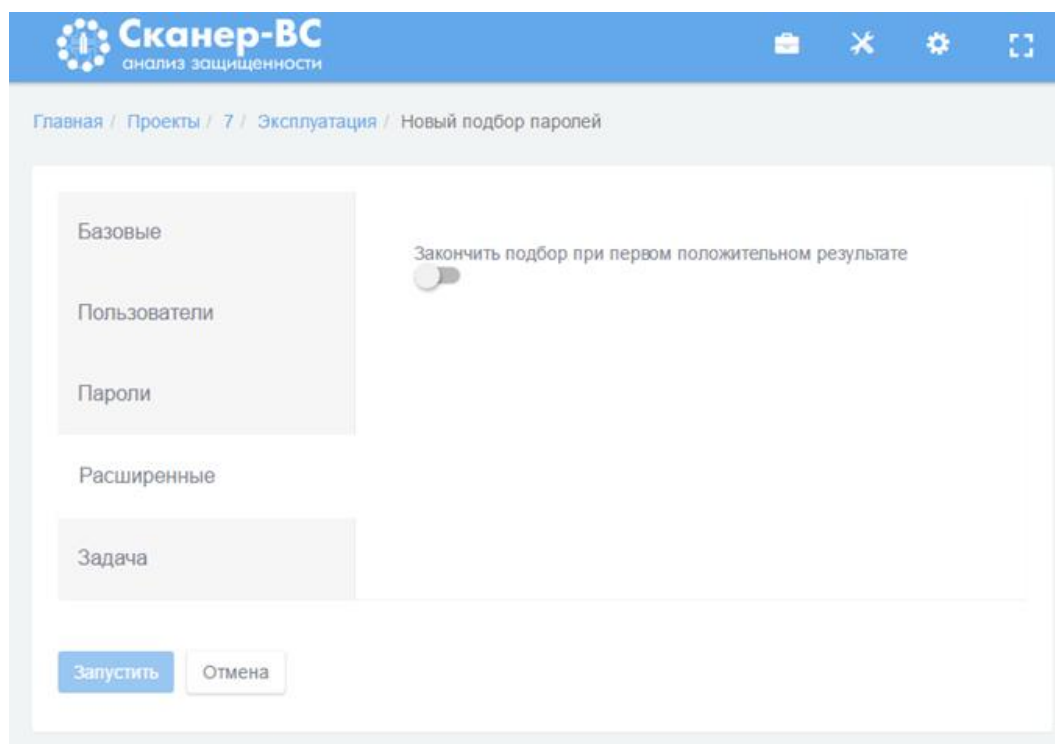 Сканер-ВС
анализ защищенности
Главная / Проекты / 7 / Эксплуатация / Новый подбор паролей
Базовые
Закончить подбор при первом положительном результате
Пользователи
Пароли
Расширенные
Задача
Запустить
Отмена